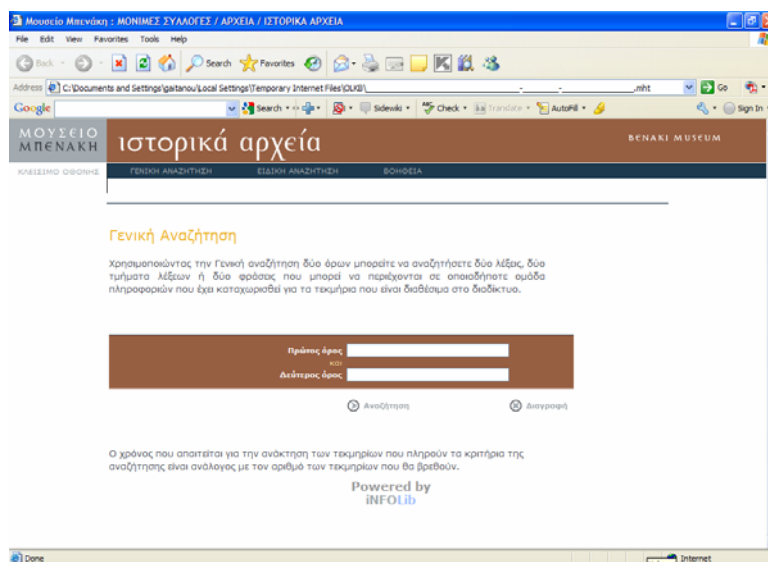 Μουσείο Μπενάκη : ΜΟΝΙΜΕΣ ΣΥΛΛΟΓΕΣ / ΑΡΧΕΙΑ / ΙΣΤΟΡΙΚΑ ΑΡΧΕΙΑ
File Edit View Favorites Tools Help
Back Search Favorites
Address C:\Documents and Settings\gaitanou\Local Settings\Temporary Internet Files\OLKB\ - - .mht Go
Google Search Sidewiki Check Translate AutoFill Sign In
ΜΟΥΣΕΙΟ ΜΠΕΝΑΚΗ
ιστορικά αρχεία
BENAKI MUSEUM
ΚΛΕΙΣΙΜΟ ΟΘΟΝΗΣ ΓΕΝΙΚΗ ΑΝΑΖΗΤΗΣΗ ΕΙΔΙΚΗ ΑΝΑΖΗΤΗΣΗ ΒΟΗΘΕΙΑ
Γενική Αναζήτηση
Χρησιμοποιώντας την Γενική αναζήτηση δύο όρων μπορείτε να αναζητήσετε δύο λέξεις, δύο
τμήματα λέξεων ή δύο φράσεις που μπορεί να περιέχονται σε οποιαδήποτε ομάδα
πληροφοριών που έχει καταχωρισθεί για τα τεκμήρια που είναι διαθέσιμα στο διαδίκτυο.
Πρώτος όρος
και
Δεύτερος όρος
Αναζήτηση Διαγραφή
Ο χρόνος που απαιτείται για την ανάκτηση των τεκμηρίων που πληρούν τα κριτήρια της
αναζήτησης είναι ανάλογος με τον αριθμό των τεκμηρίων που θα βρεθούν.
Powered by
iNFOLib
Done Internet